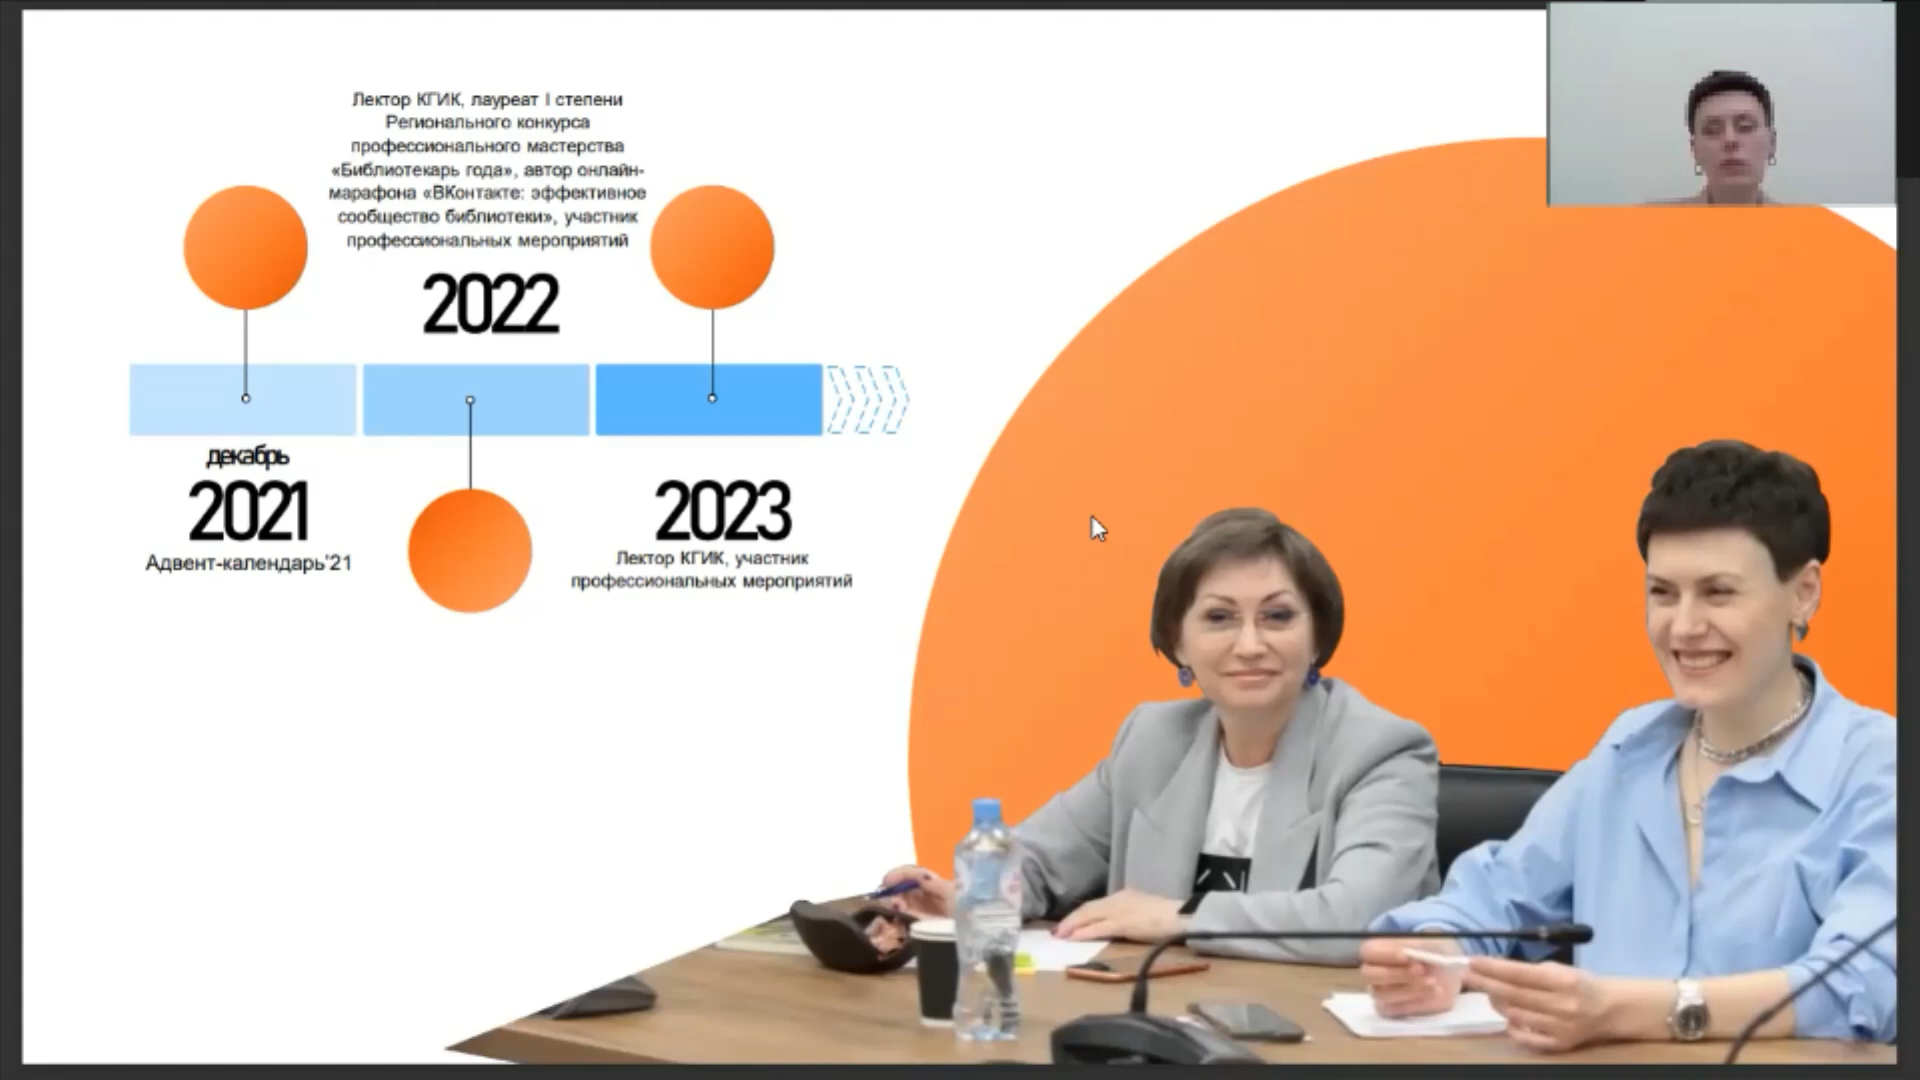 Лектор КГИК, лауреат I степени
Регионального конкурса
профессионального мастерства
«Библиотекарь года», автор онлайн-
марафона «ВКонтакте: эффективное
сообщество библиотеки», участник
профессиональных мероприятий
2022
декабрь
2021
Адвент-календарь'21
2023
Лектор КГИК, участник
профессиональных мероприятий